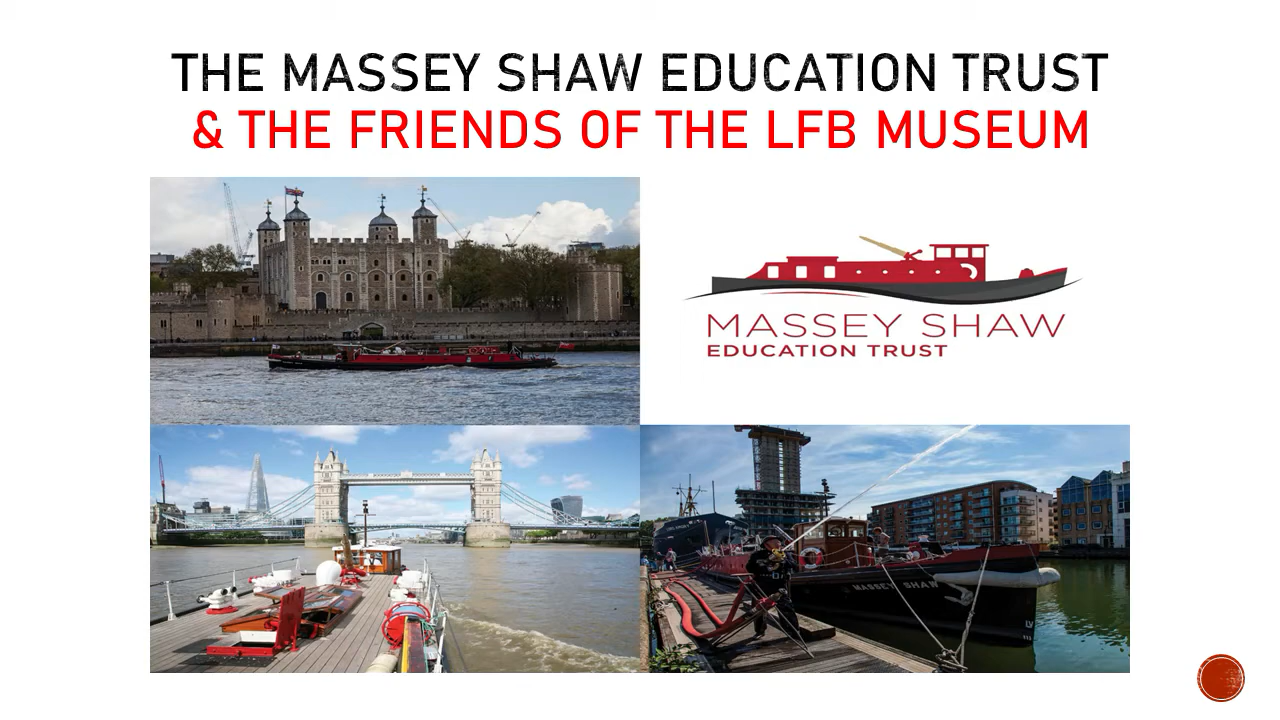 THE MASSEY SHAW EDUCATION TRUST
& THE FRIENDS OF THE LFB MUSEUM
MASSEY SHAW
EDUCATION TRUST
MASSEY SHAW